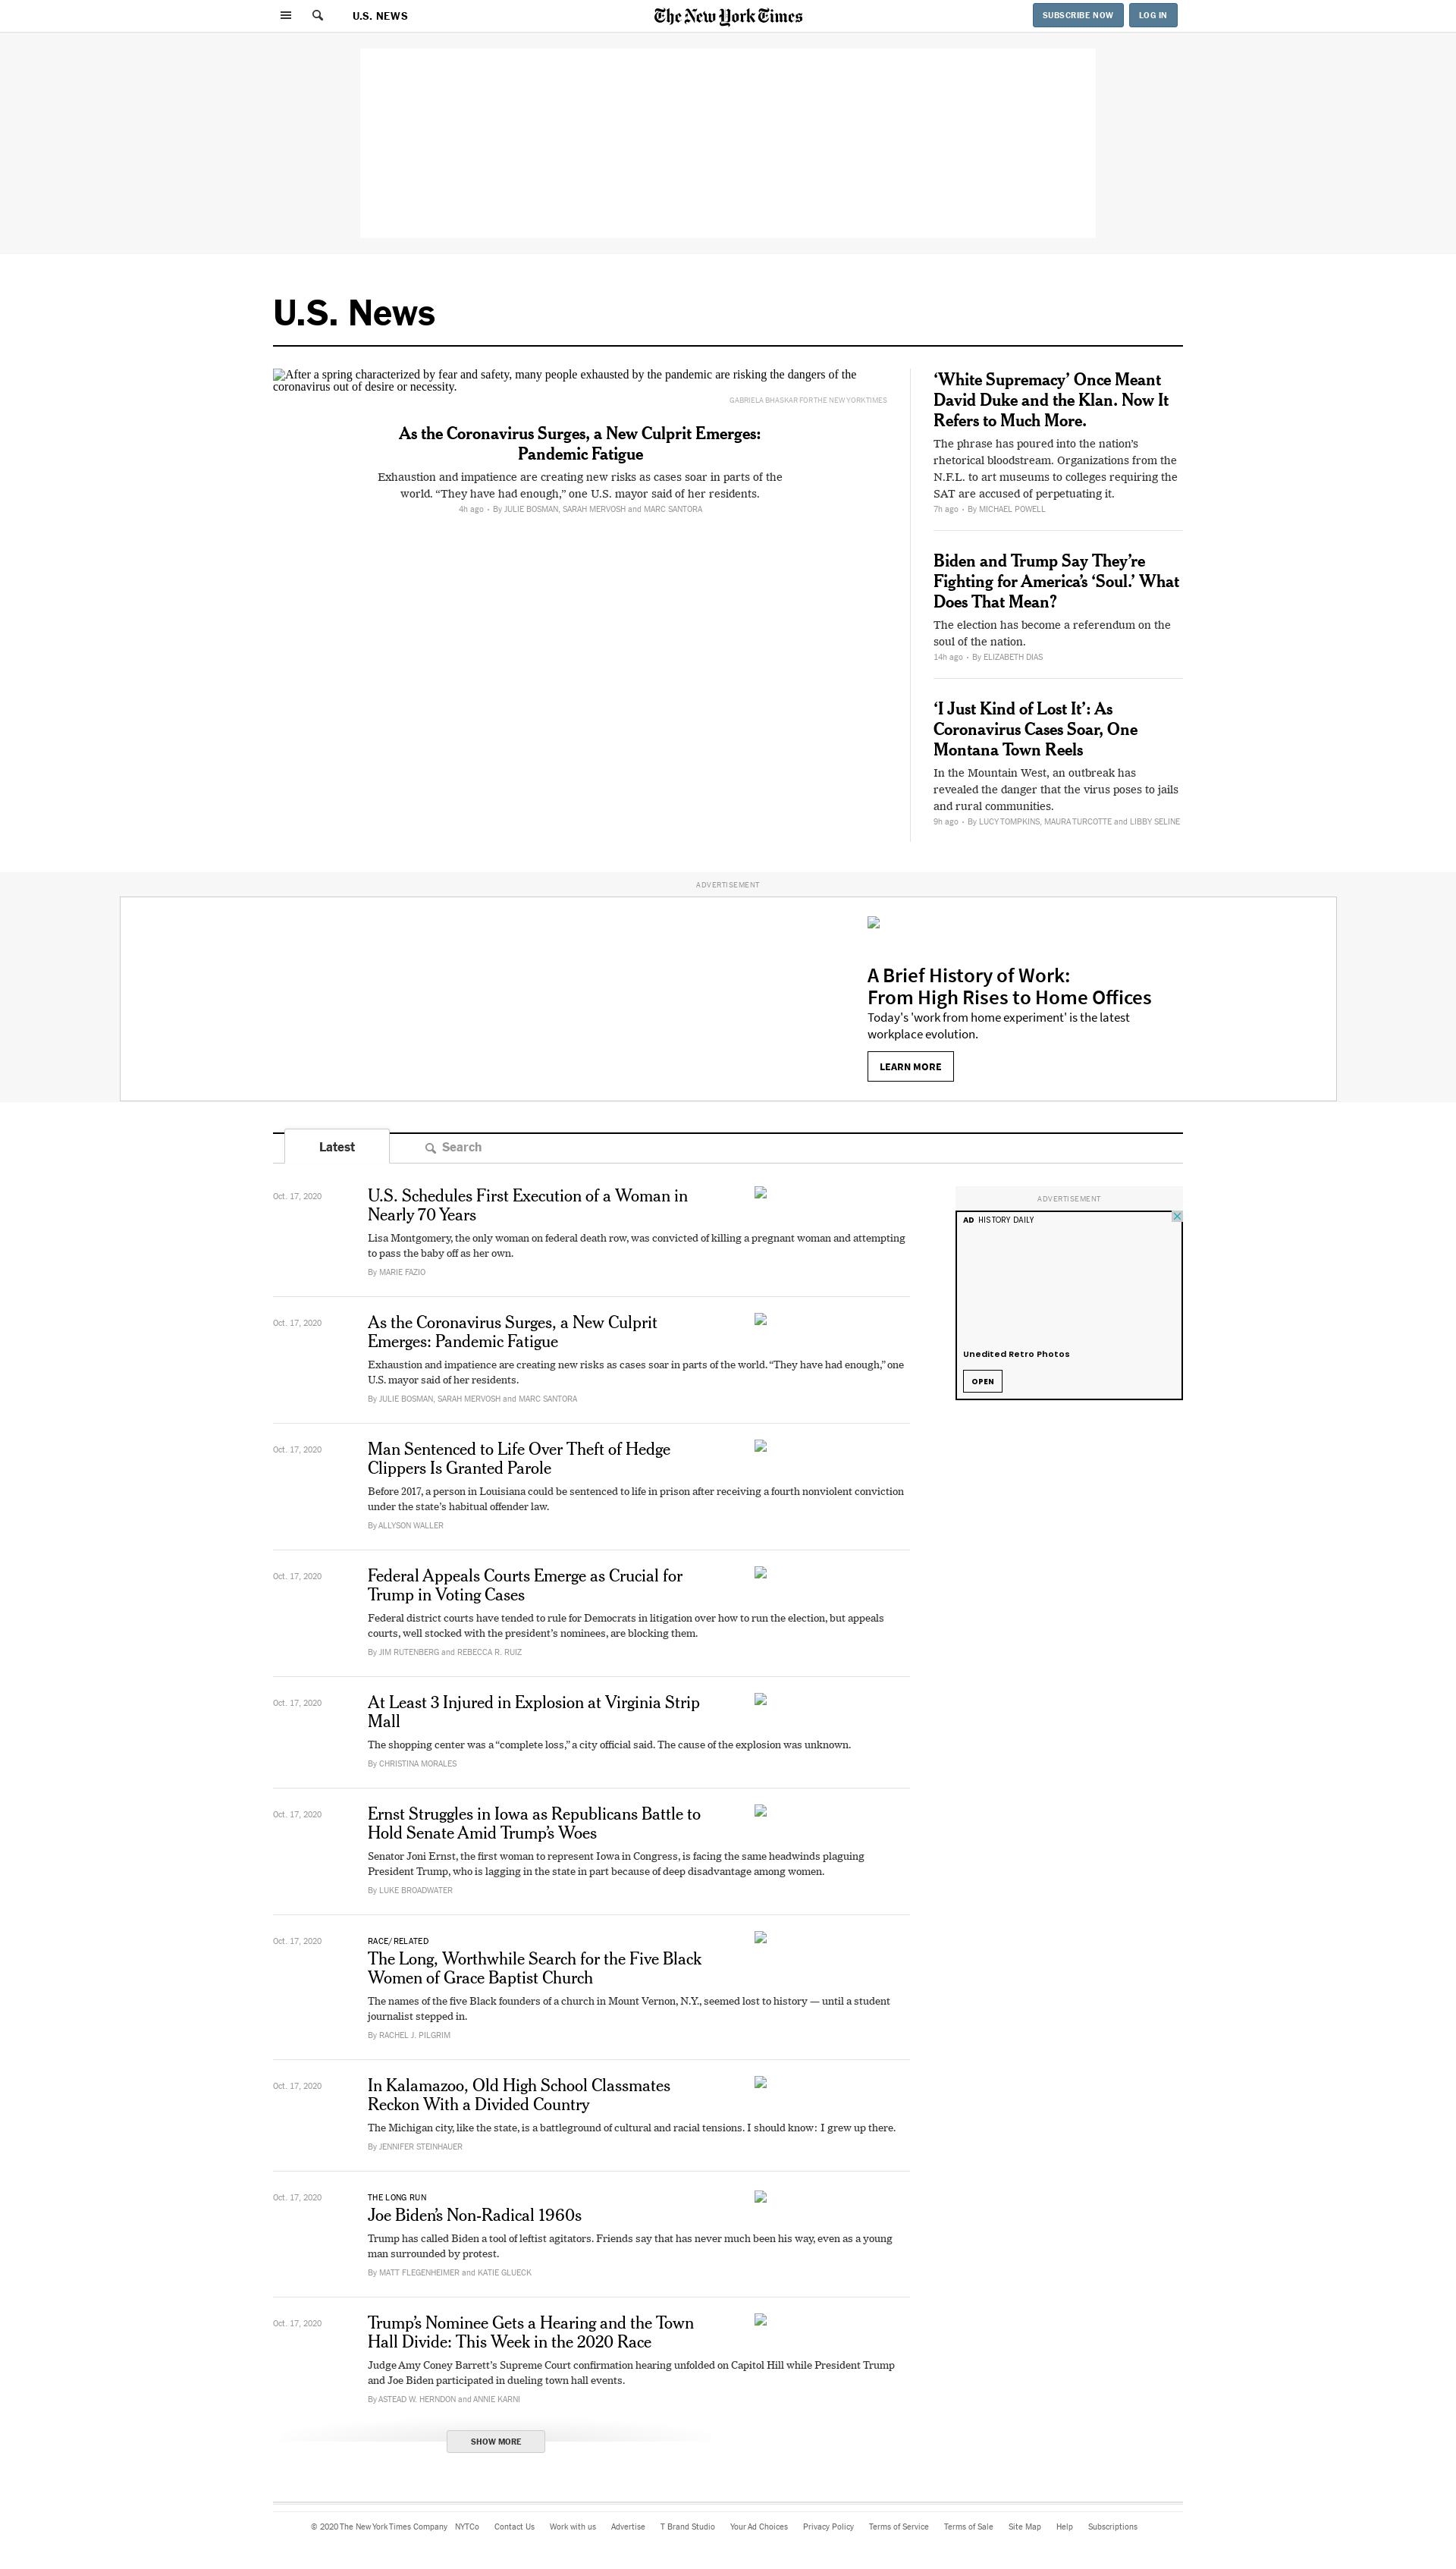 U.S. NEWS
The New York Times
SUBSCRIBE NOW
LOG IN
U.S. News
After a spring characterized by fear and safety, many people exhausted by the pandemic are risking the dangers of the
coronavirus out of desire or necessity.
GABRIELA BHASKAR FOR THE NEW YORK TIMES
As the Coronavirus Surges, a New Culprit Emerges:
Pandemic Fatigue
Exhaustion and impatience are creating new risks as cases soar in parts of the
world. “They have had enough,” one U.S. mayor said of her residents.
4h ago • By JULIE BOSMAN, SARAH MERVOSH and MARC SANTORA
‘White Supremacy’ Once Meant
David Duke and the Klan. Now It
Refers to Much More.
The phrase has poured into the nation’s
rhetorical bloodstream. Organizations from the
N.F.L. to art museums to colleges requiring the
SAT are accused of perpetuating it.
7h ago • By MICHAEL POWELL
Biden and Trump Say They’re
Fighting for America’s ‘Soul.’ What
Does That Mean?
The election has become a referendum on the
soul of the nation.
14h ago • By ELIZABETH DIAS
‘I Just Kind of Lost It’: As
Coronavirus Cases Soar, One
Montana Town Reels
In the Mountain West, an outbreak has
revealed the danger that the virus poses to jails
and rural communities.
9h ago • By LUCY TOMPKINS, MAURA TURCOTTE and LIBBY SELINE
ADVERTISEMENT
A Brief History of Work:
From High Rises to Home Offices
Today's 'work from home experiment' is the latest
workplace evolution.
LEARN MORE
Latest
Search
Oct. 17, 2020
U.S. Schedules First Execution of a Woman in
Nearly 70 Years
Lisa Montgomery, the only woman on federal death row, was convicted of killing a pregnant woman and attempting
to pass the baby off as her own.
By MARIE FAZIO
ADVERTISEMENT
AD HISTORY DAILY
Unedited Retro Photos
OPEN
Oct. 17, 2020
As the Coronavirus Surges, a New Culprit
Emerges: Pandemic Fatigue
Exhaustion and impatience are creating new risks as cases soar in parts of the world. “They have had enough,” one
U.S. mayor said of her residents.
By JULIE BOSMAN, SARAH MERVOSH and MARC SANTORA
Oct. 17, 2020
Man Sentenced to Life Over Theft of Hedge
Clippers Is Granted Parole
Before 2017, a person in Louisiana could be sentenced to life in prison after receiving a fourth nonviolent conviction
under the state’s habitual offender law.
By ALLYSON WALLER
Oct. 17, 2020
Federal Appeals Courts Emerge as Crucial for
Trump in Voting Cases
Federal district courts have tended to rule for Democrats in litigation over how to run the election, but appeals
courts, well stocked with the president’s nominees, are blocking them.
By JIM RUTENBERG and REBECCA R. RUIZ
Oct. 17, 2020
At Least 3 Injured in Explosion at Virginia Strip
Mall
The shopping center was a “complete loss,” a city official said. The cause of the explosion was unknown.
By CHRISTINA MORALES
Oct. 17, 2020
Ernst Struggles in Iowa as Republicans Battle to
Hold Senate Amid Trump’s Woes
Senator Joni Ernst, the first woman to represent Iowa in Congress, is facing the same headwinds plaguing
President Trump, who is lagging in the state in part because of deep disadvantage among women.
By LUKE BROADWATER
Oct. 17, 2020
RACE/RELATED
The Long, Worthwhile Search for the Five Black
Women of Grace Baptist Church
The names of the five Black founders of a church in Mount Vernon, N.Y., seemed lost to history — until a student
journalist stepped in.
By RACHEL J. PILGRIM
Oct. 17, 2020
In Kalamazoo, Old High School Classmates
Reckon With a Divided Country
The Michigan city, like the state, is a battleground of cultural and racial tensions. I should know: I grew up there.
By JENNIFER STEINHAUER
Oct. 17, 2020
THE LONG RUN
Joe Biden’s Non-Radical 1960s
Trump has called Biden a tool of leftist agitators. Friends say that has never much been his way, even as a young
man surrounded by protest.
By MATT FLEGENHEIMER and KATIE GLUECK
Oct. 17, 2020
Trump’s Nominee Gets a Hearing and the Town
Hall Divide: This Week in the 2020 Race
Judge Amy Coney Barrett’s Supreme Court confirmation hearing unfolded on Capitol Hill while President Trump
and Joe Biden participated in dueling town hall events.
By ASTEAD W. HERNDON and ANNIE KARNI
SHOW MORE
© 2020 The New York Times Company NYTCo Contact Us Work with us Advertise T Brand Studio Your Ad Choices Privacy Policy Terms of Service Terms of Sale Site Map Help Subscriptions